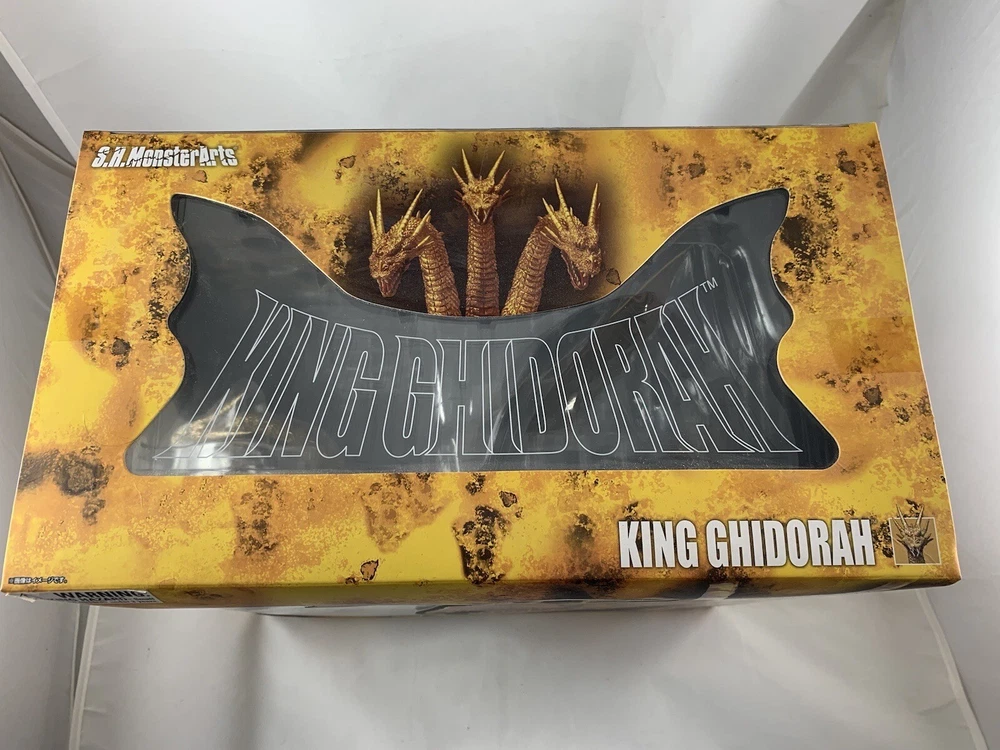 S.H.MonsterArts
KING GHIDORAH™
KING GHIDORAH
※画像はイメージです。
WARNING